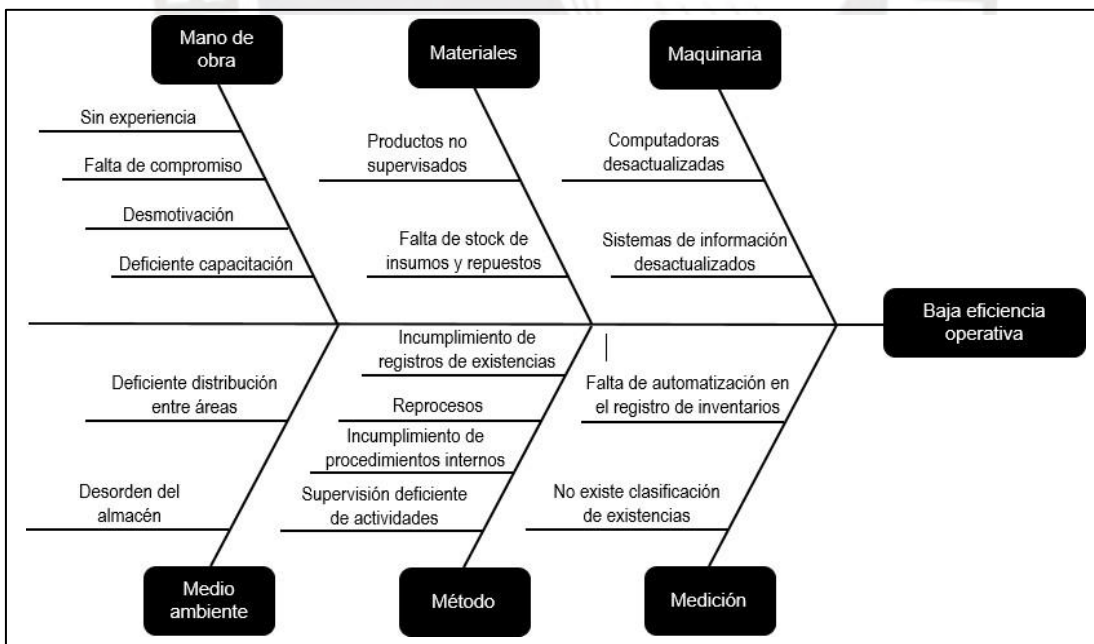 Mano de
obra
Materiales
Maquinaria
Sin experiencia
Falta de compromiso
Desmotivación
Deficiente capacitación
Productos no
supervisados
Falta de stock de
insumos y repuestos
Computadoras
desactualizadas
Sistemas de información
desactualizados
Baja eficiencia
operativa
Deficiente distribución
entre áreas
Desorden del
almacén
Incumplimiento de
registros de existencias
Reprocesos
Incumplimiento de
procedimientos internos
Supervisión deficiente
de actividades
Falta de automatización en
el registro de inventarios
No existe clasificación
de existencias
Medio
ambiente
Método
Medición